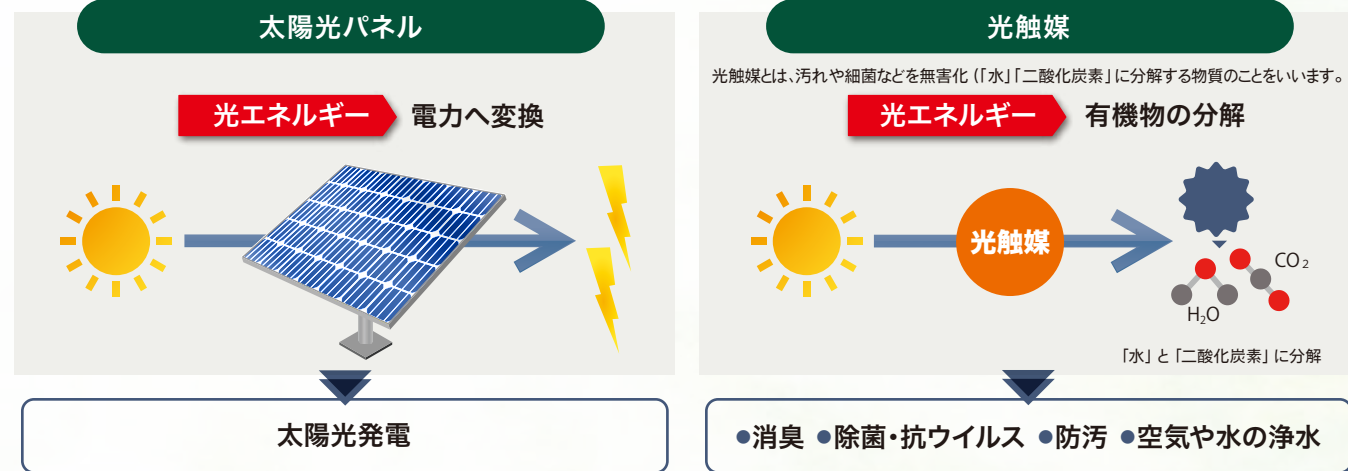 太陽光パネル
光エネルギー 電力へ変換
太陽光発電
光触媒
光触媒とは、汚れや細菌などを無害化(「水」「二酸化炭素」に分解する物質のことをいいます。
光エネルギー 有機物の分解
光触媒
CO₂
H₂O
「水」と「二酸化炭素」に分解
●消臭 ●除菌・抗ウイルス ●防汚 ●空気や水の浄水